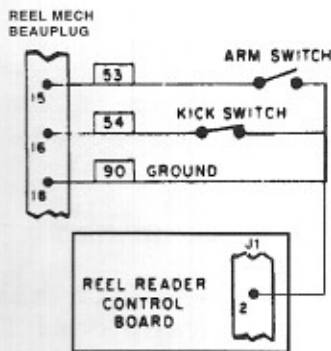 REEL MECH
BEAUPLUG
53
ARM SWITCH
15
54
KICK SWITCH
16
90 GROUND
18
J1
REEL READER
CONTROL
BOARD
2